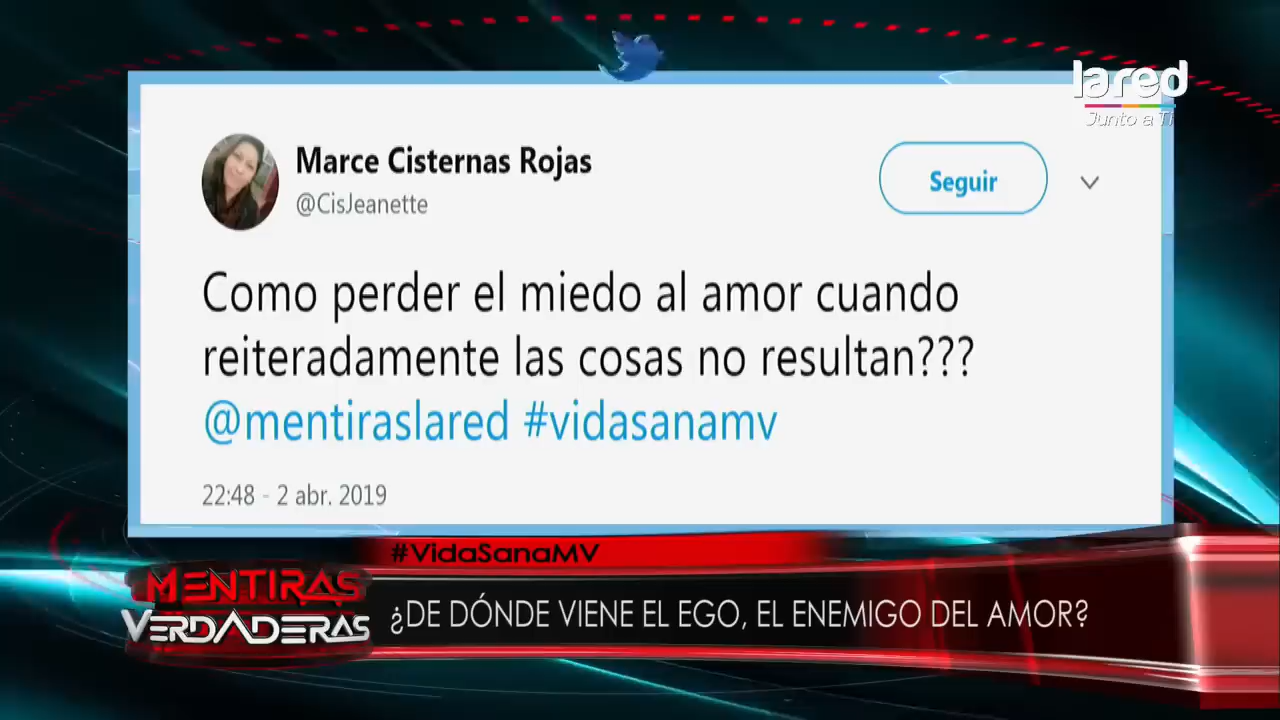 lared
Junto a Ti
Marce Cisternas Rojas
@CisJeanette
Seguir
Como perder el miedo al amor cuando
reiteradamente las cosas no resultan???
@mentiraslared #vidasanamv
22:48 - 2 abr. 2019
#VidaSanaMV
MENTIRAS
VERDADERAS
¿DE DÓNDE VIENE EL EGO, EL ENEMIGO DEL AMOR?